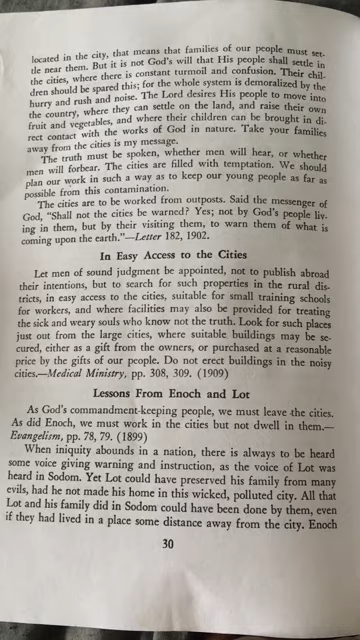 located in the city, that means that families of our people must set-
tle near them. But it is not God's will that His people shall settle in
the cities, where there is constant turmoil and confusion. Their chil-
dren should be spared this; for the whole system is demoralized by the
hurry and rush and noise. The Lord desires His people to move into
the country, where they can settle on the land, and raise their own
fruit and vegetables, and where their children can be brought in di-
rect contact with the works of God in nature. Take your families
away from the cities is my message.
The truth must be spoken, whether men will hear, or whether
men will forbear. The cities are filled with temptation. We should
plan our work in such a way as to keep our young people as far as
possible from this contamination.
The cities are to be worked from outposts. Said the messenger of
God, "Shall not the cities be warned? Yes; not by God's people liv-
ing in them, but by their visiting them, to warn them of what is
coming upon the earth."—Letter 182, 1902.
In Easy Access to the Cities
Let men of sound judgment be appointed, not to publish abroad
their intentions, but to search for such properties in the rural dis-
tricts, in easy access to the cities, suitable for small training schools
for workers, and where facilities may also be provided for treating
the sick and weary souls who know not the truth. Look for such places
just out from the large cities, where suitable buildings may be se-
cured, either as a gift from the owners, or purchased at a reasonable
price by the gifts of our people. Do not erect buildings in the noisy
cities.—Medical Ministry, pp. 308, 309. (1909)
Lessons From Enoch and Lot
As God's commandment-keeping people, we must leave the cities.
As did Enoch, we must work in the cities but not dwell in them.—
Evangelism, pp. 78, 79. (1899)
When iniquity abounds in a nation, there is always to be heard
some voice giving warning and instruction, as the voice of Lot was
heard in Sodom. Yet Lot could have preserved his family from many
evils, had he not made his home in this wicked, polluted city. All that
Lot and his family did in Sodom could have been done by them, even
if they had lived in a place some distance away from the city. Enoch
30